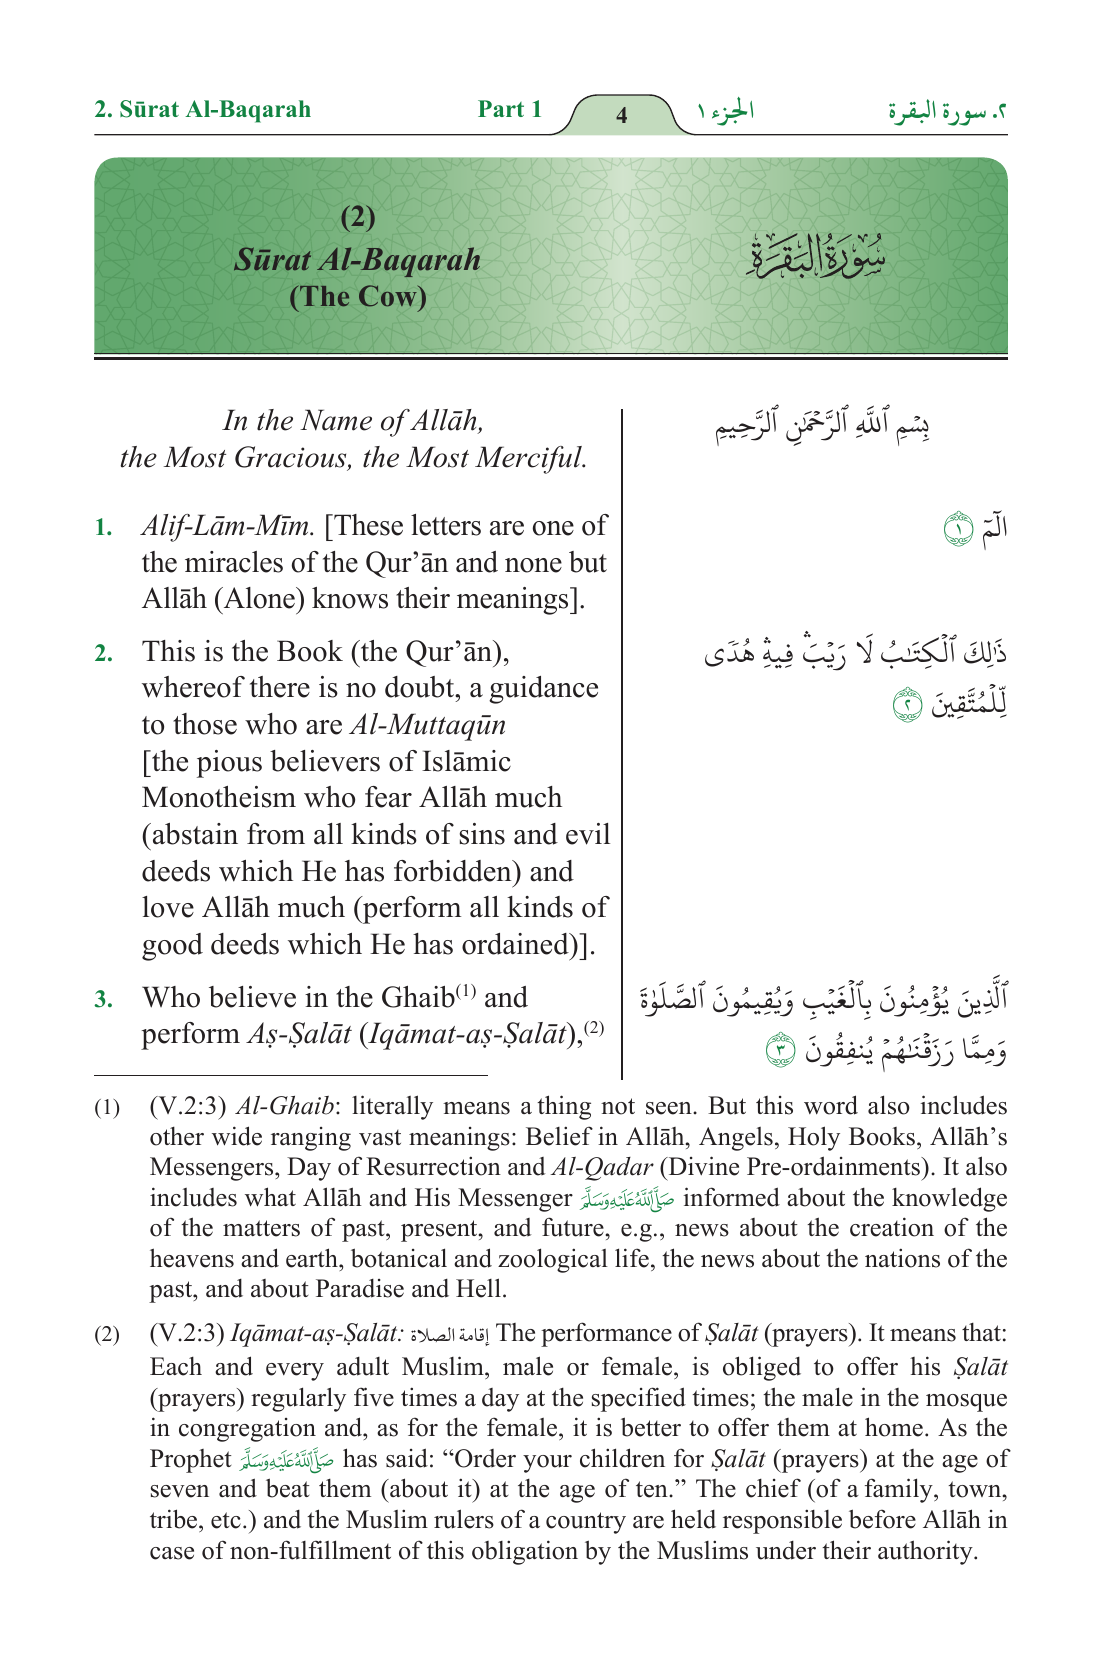 2. Sūrat Al-Baqarah Part 1 4 الجزء ١ ٢. سورة البقرة
(2)
Sūrat Al-Baqarah
(The Cow)
سُورَةُ البَقَرَةِ
In the Name of Allāh,
the Most Gracious, the Most Merciful.
بِسْمِ ٱللَّهِ ٱلرَّحْمَٰنِ ٱلرَّحِيمِ
1. Alif-Lām-Mīm. [These letters are one of
the miracles of the Qur’ān and none but
Allāh (Alone) knows their meanings].
الٓمٓ ١
2. This is the Book (the Qur’ān),
whereof there is no doubt, a guidance
to those who are Al-Muttaqūn
[the pious believers of Islāmic
Monotheism who fear Allāh much
(abstain from all kinds of sins and evil
deeds which He has forbidden) and
love Allāh much (perform all kinds of
good deeds which He has ordained)].
ذَٰلِكَ ٱلْكِتَٰبُ لَا رَيْبَۛ فِيهِۛ هُدًى
لِّلْمُتَّقِينَ ٢
3. Who believe in the Ghaib(1) and
perform Aṣ-Ṣalāt (Iqāmat-aṣ-Ṣalāt),(2)
ٱلَّذِينَ يُؤْمِنُونَ بِٱلْغَيْبِ وَيُقِيمُونَ ٱلصَّلَوٰةَ
وَمِمَّا رَزَقْنَٰهُمْ يُنفِقُونَ ٣
(1) (V.2:3) Al-Ghaib: literally means a thing not seen. But this word also includes
other wide ranging vast meanings: Belief in Allāh, Angels, Holy Books, Allāh’s
Messengers, Day of Resurrection and Al-Qadar (Divine Pre-ordainments). It also
includes what Allāh and His Messenger صَلَّى اللَّهُ عَلَيْهِ وَسَلَّمَ informed about the knowledge
of the matters of past, present, and future, e.g., news about the creation of the
heavens and earth, botanical and zoological life, the news about the nations of the
past, and about Paradise and Hell.
(2) (V.2:3) Iqāmat-aṣ-Ṣalāt: إقامة الصلاة The performance of Ṣalāt (prayers). It means that:
Each and every adult Muslim, male or female, is obliged to offer his Ṣalāt
(prayers) regularly five times a day at the specified times; the male in the mosque
in congregation and, as for the female, it is better to offer them at home. As the
Prophet صَلَّى اللَّهُ عَلَيْهِ وَسَلَّمَ has said: “Order your children for Ṣalāt (prayers) at the age of
seven and beat them (about it) at the age of ten.” The chief (of a family, town,
tribe, etc.) and the Muslim rulers of a country are held responsible before Allāh in
case of non-fulfillment of this obligation by the Muslims under their authority.